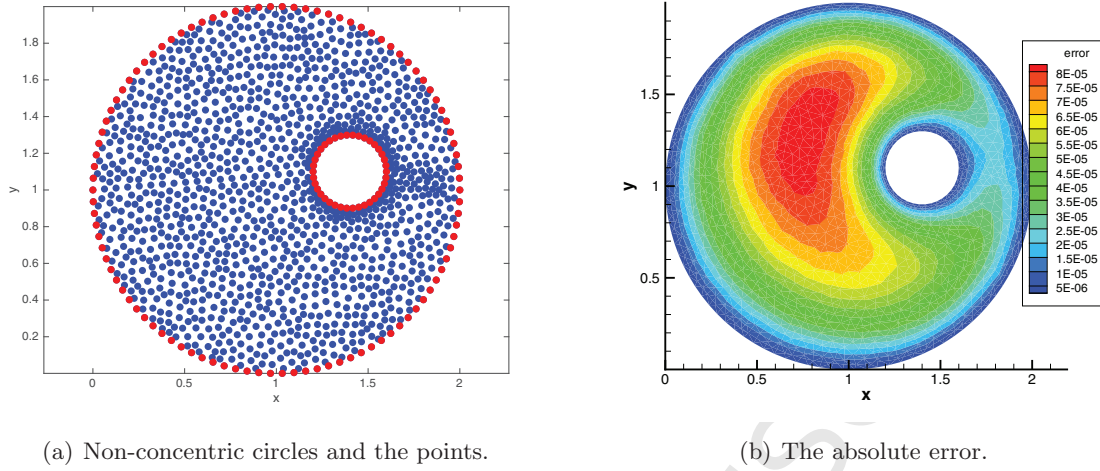 1.8
1.6
1.4
1.2
1
0.8
0.6
0.4
0.2
y
0
0.5
1
1.5
2
x
(a) Non-concentric circles and the points.
1.5
1
0.5
y
0
0.5
1
1.5
2
x
error
8E-05
7.5E-05
7E-05
6.5E-05
6E-05
5.5E-05
5E-05
4.5E-05
4E-05
3.5E-05
3E-05
2.5E-05
2E-05
1.5E-05
1E-05
5E-06
(b) The absolute error.